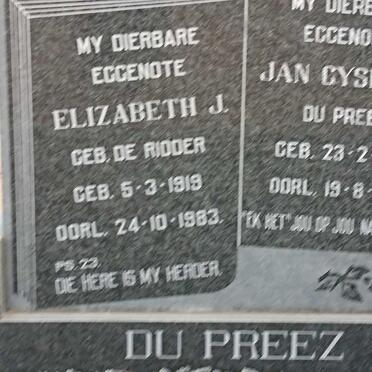 MY DIERBARE
EGGENOTE
ELIZABETH J.
GEB. DE RIDDER
GEB. 5-3-1919
OORL. 24-10-1983.
PS. 23.
DIE HERE IS MY HERDER.
MY
EGGENO
JAN GYS
DU PREE
GEB. 23-2
OORL. 19-8-
"EK HET JOU OP JOU NA
DU PREEZ